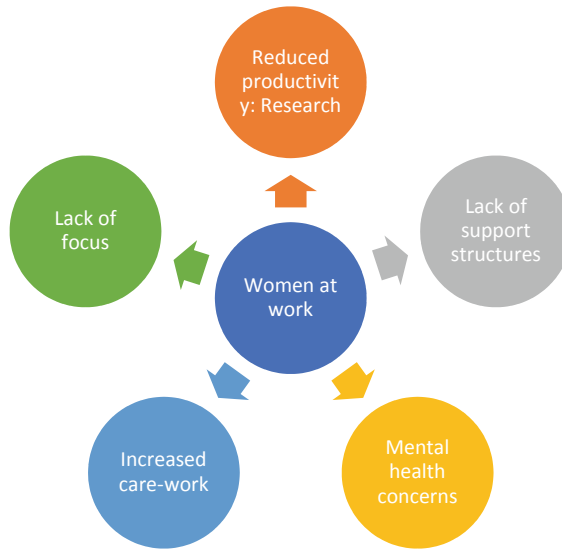 Reduced
productivit
y: Research
Lack of
focus
Lack of
support
structures
Women at
work
Increased
care-work
Mental
health
concerns